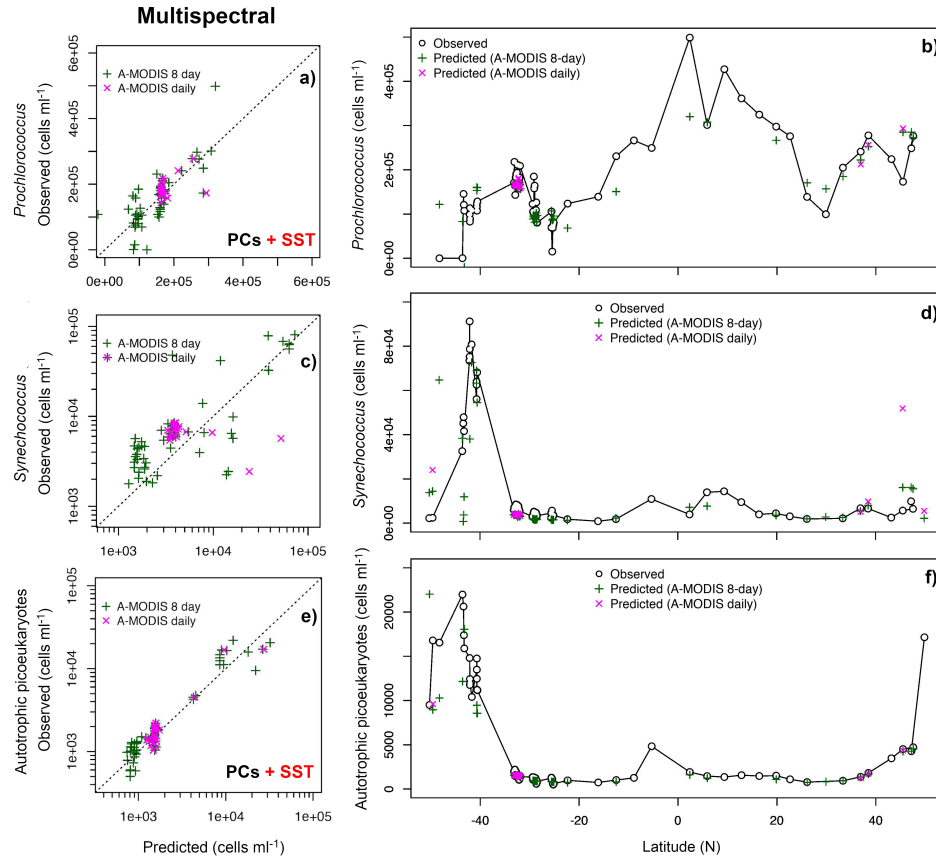 Multispectral
a)
A-MODIS 8 day
A-MODIS daily
PCs + SST
Prochlorococcus
Observed (cells ml-1)
0e+00 2e+05 4e+05 6e+05
0e+00 2e+05 4e+05 6e+05
b)
Observed
Predicted (A-MODIS 8-day)
Predicted (A-MODIS daily)
Prochlorococcus (cells ml-1)
0e+00 2e+05 4e+05
c)
A-MODIS 8 day
A-MODIS daily
Synechococcus
Observed (cells ml-1)
1e+03 1e+04 1e+05
1e+03 1e+04 1e+05
d)
Observed
Predicted (A-MODIS 8-day)
Predicted (A-MODIS daily)
Synechococcus (cells ml-1)
0e+00 4e+04 8e+04
e)
A-MODIS 8 day
A-MODIS daily
PCs + SST
Autotrophic picoeukaryotes
Observed (cells ml-1)
1e+03 1e+04 1e+05
1e+03 1e+04 1e+05
Predicted (cells ml-1)
f)
Observed
Predicted (A-MODIS 8-day)
Predicted (A-MODIS daily)
Autotrophic picoeukaryotes (cells ml-1)
0 5000 10000 20000
-40 -20 0 20 40
Latitude (N)